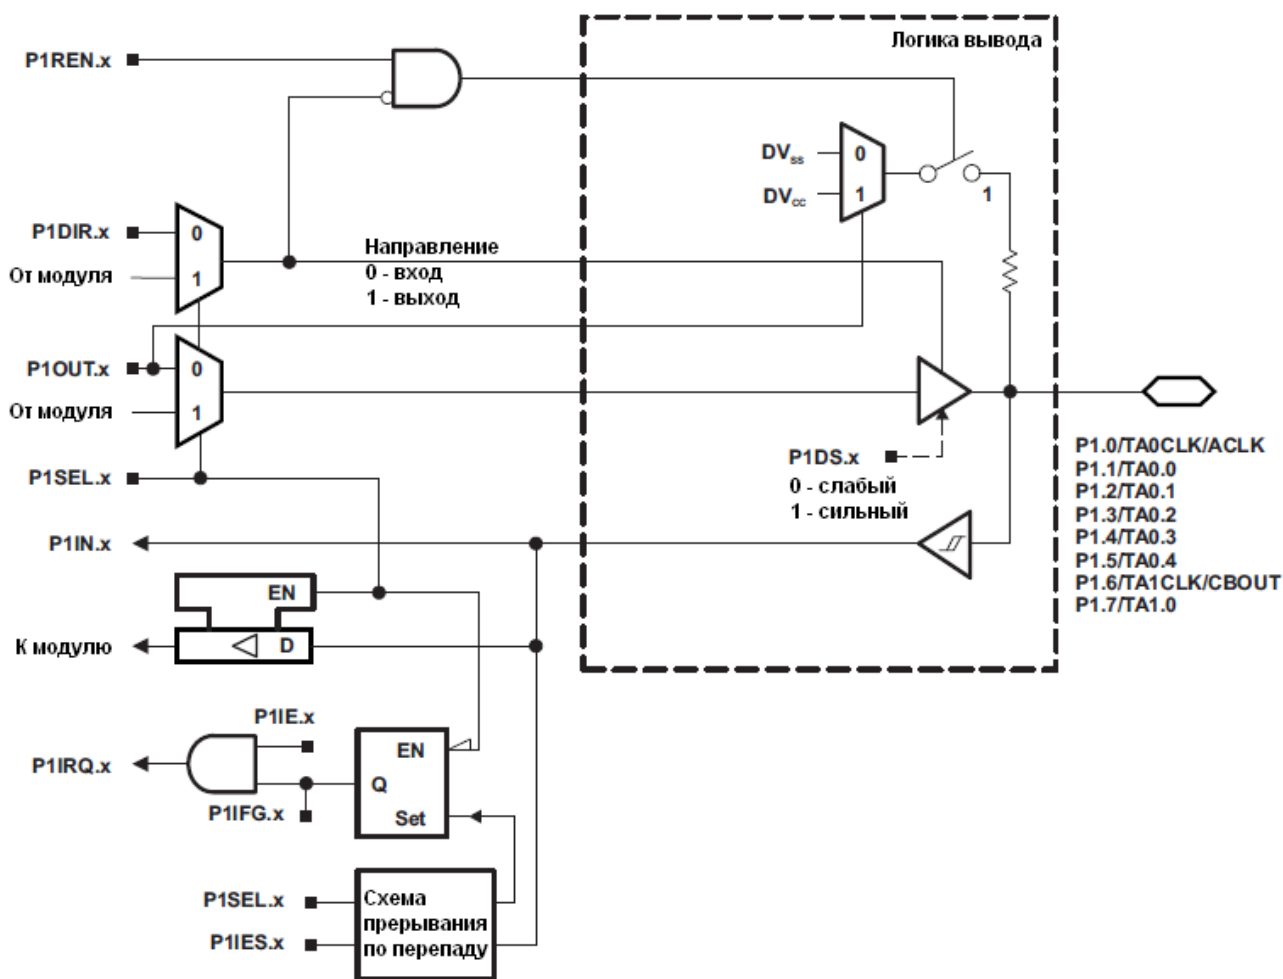 Логика вывода
P1REN.x
DVss
0
DVcc
1
1
P1DIR.x
0
От модуля
1
Направление
0 - вход
1 - выход
P1OUT.x
0
От модуля
1
P1SEL.x
P1DS.x
0 - слабый
1 - сильный
P1.0/TA0CLK/ACLK
P1.1/TA0.0
P1.2/TA0.1
P1.3/TA0.2
P1.4/TA0.3
P1.5/TA0.4
P1.6/TA1CLK/CBOUT
P1.7/TA1.0
P1IN.x
EN
К модулю
D
P1IE.x
P1IRQ.x
EN
Q
P1IFG.x
Set
P1SEL.x
P1IES.x
Схема
прерывания
по перепаду